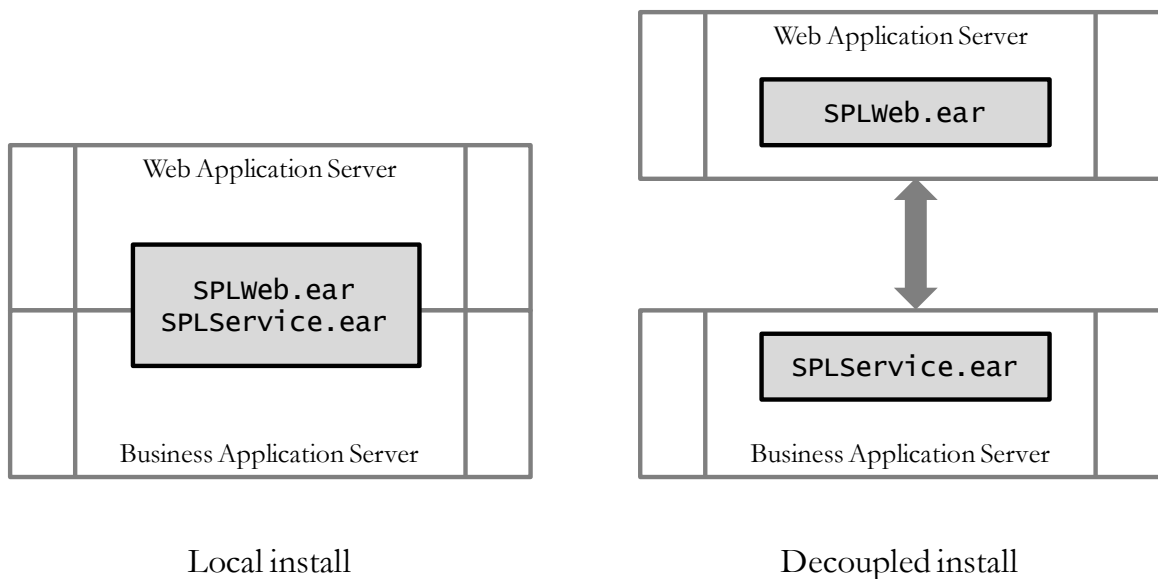 Web Application Server
SPLWeb.ear
SPLService.ear
Business Application Server
Local install
Web Application Server
SPLWeb.ear
SPLService.ear
Business Application Server
Decoupled install